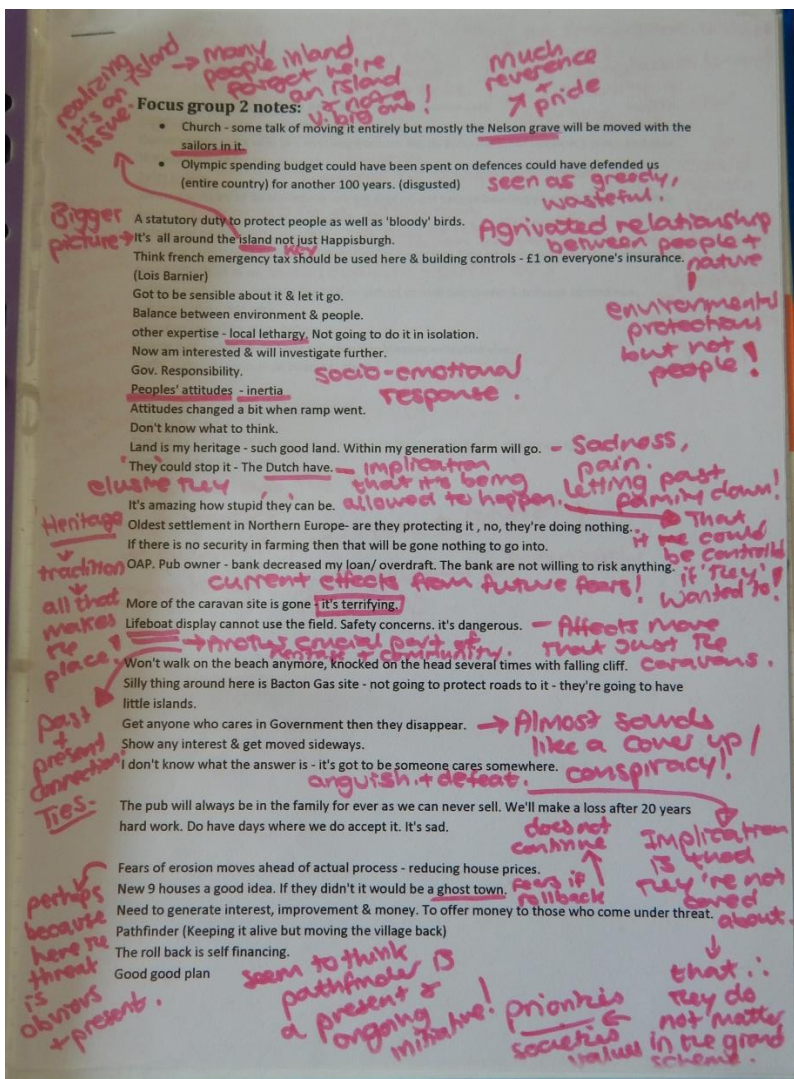 realizing it's an island issue
→ many people inland forget we're an island & not a v. big one!
much reverence + pride
Focus group 2 notes:
• Church - some talk of moving it entirely but mostly the Nelson grave will be moved with the
sailors in it.
• Olympic spending budget could have been spent on defences could have defended us
(entire country) for another 100 years. (disgusted)
seen as greedy, wasteful.
A statutory duty to protect people as well as 'bloody' birds.
Bigger picture →
It's all around the island not just Happisburgh.
key
Agrivated relationship between people + nature
Think french emergency tax should be used here & building controls - £1 on everyone's insurance.
(Lois Barnier)
Got to be sensible about it & let it go.
environmental protections but not people!
Balance between environment & people.
other expertise - local lethargy. Not going to do it in isolation.
Now am interested & will investigate further.
Gov. Responsibility.
socio-emotional response.
Peoples' attitudes - inertia
Attitudes changed a bit when ramp went.
Don't know what to think.
Land is my heritage - such good land. Within my generation farm will go.
- Sadness, pain. letting past family down!
'They' could stop it - The Dutch have.
elusive they
- implication that it's being allowed to happen.
→ That it could be controlld if 'They' wanted to!
It's amazing how stupid they can be.
Heritage
↓
tradition
↓
all that makes the place!
Oldest settlement in Northern Europe- are they protecting it , no, they're doing nothing.
If there is no security in farming then that will be gone nothing to go into.
OAP. Pub owner - bank decreased my loan/ overdraft. The bank are not willing to risk anything.
current effects from future fears!
More of the caravan site is gone - it's terrifying.
Lifeboat display cannot use the field. Safety concerns. it's dangerous.
- Affects more than just the caravans.
→ Another crucial part of heritage + community.
Past + present connection!
Ties-
Won't walk on the beach anymore, knocked on the head several times with falling cliff.
Silly thing around here is Bacton Gas site - not going to protect roads to it - they're going to have
little islands.
Get anyone who cares in Government then they disappear.
→ Almost sounds like a cover up / conspiracy!
Show any interest & get moved sideways.
I don't know what the answer is - it's got to be someone cares somewhere.
anguish + defeat.
Implication is that they're not cared about.
↓
that ∴ they do not matter in the grand scheme.
The pub will always be in the family for ever as we can never sell. We'll make a loss after 20 years
hard work. Do have days where we do accept it. It's sad.
does not continue
Fears of erosion moves ahead of actual process - reducing house prices.
perhaps because here the threat is obvious + present.
New 9 houses a good idea. If they didn't it would be a ghost town.
fears if rollback
Need to generate interest, improvement & money. To offer money to those who come under threat.
Pathfinder (Keeping it alive but moving the village back)
The roll back is self financing.
Good good plan
seem to think pathfinder is a present & ongoing initiative!
priorities
societies values